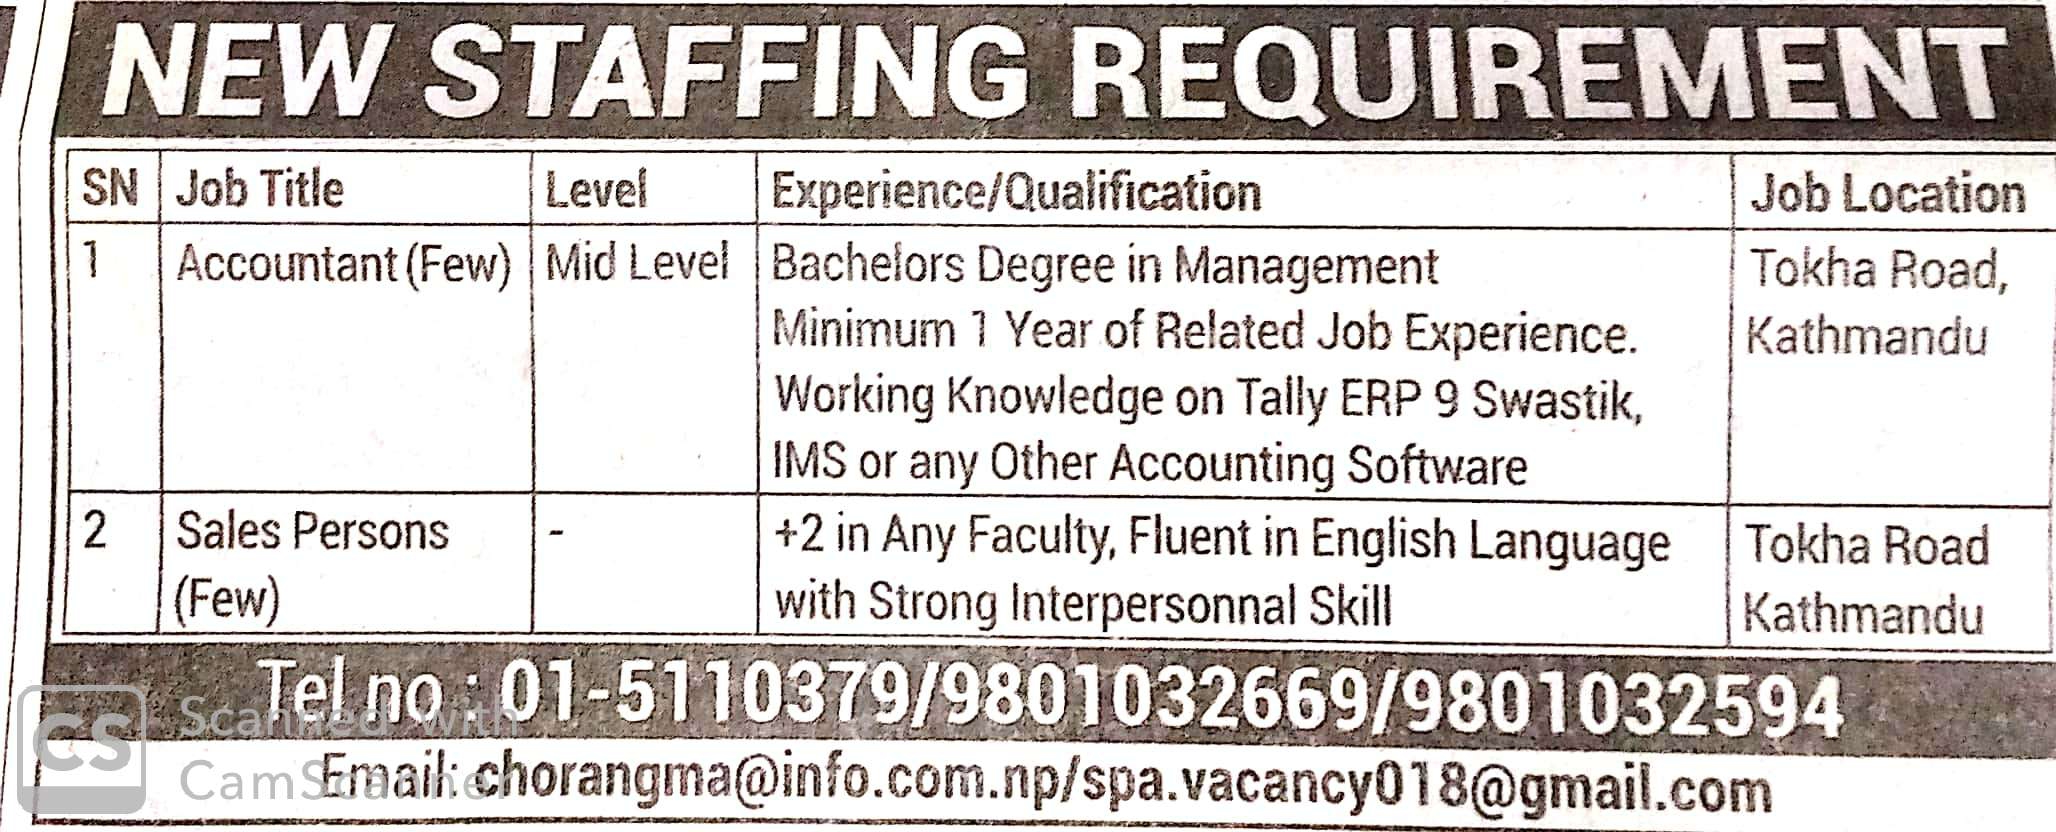 NEW STAFFING REQUIREMENT
SN Job Title Level Experience/Qualification Job Location
1 Accountant (Few) Mid Level Bachelors Degree in Management Tokha Road,
Minimum 1 Year of Related Job Experience. Kathmandu
Working Knowledge on Tally ERP 9 Swastik,
IMS or any Other Accounting Software
2 Sales Persons - +2 in Any Faculty, Fluent in English Language Tokha Road
(Few) with Strong Interpersonnal Skill Kathmandu
Tel no : 01-5110379/9801032669/9801032594
Email: chorangma@info.com.np/spa.vacancy018@gmail.com
CS Scanned with
CamScanner